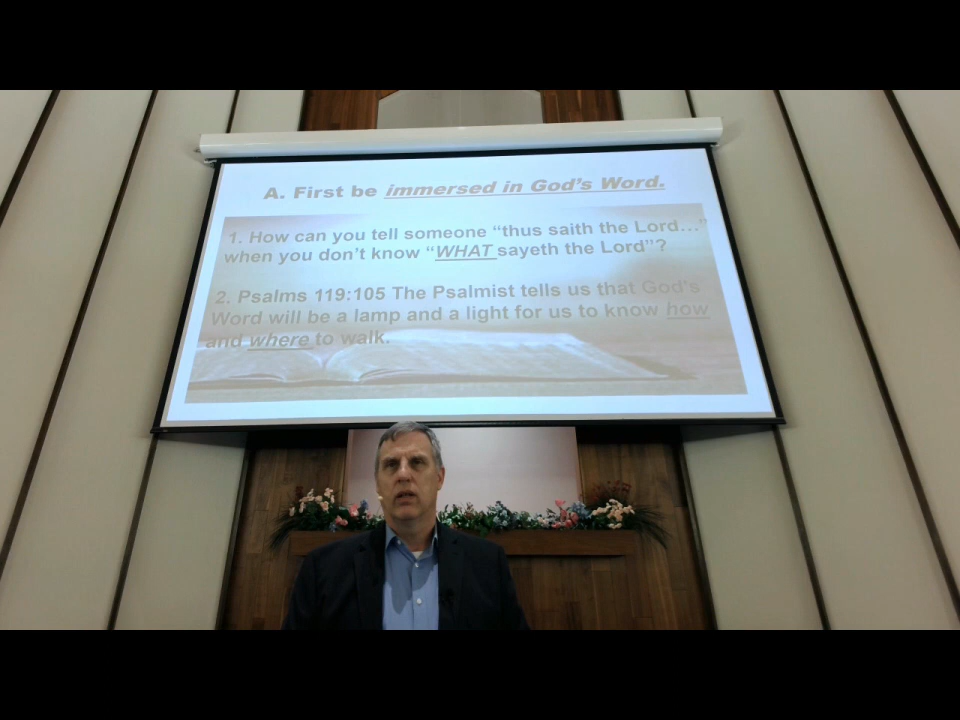 A. First be immersed in God's Word.
1. How can you tell someone “thus saith the Lord…”
when you don't know “WHAT sayeth the Lord”?
2. Psalms 119:105 The Psalmist tells us that God's
Word will be a lamp and a light for us to know how
and where to walk.